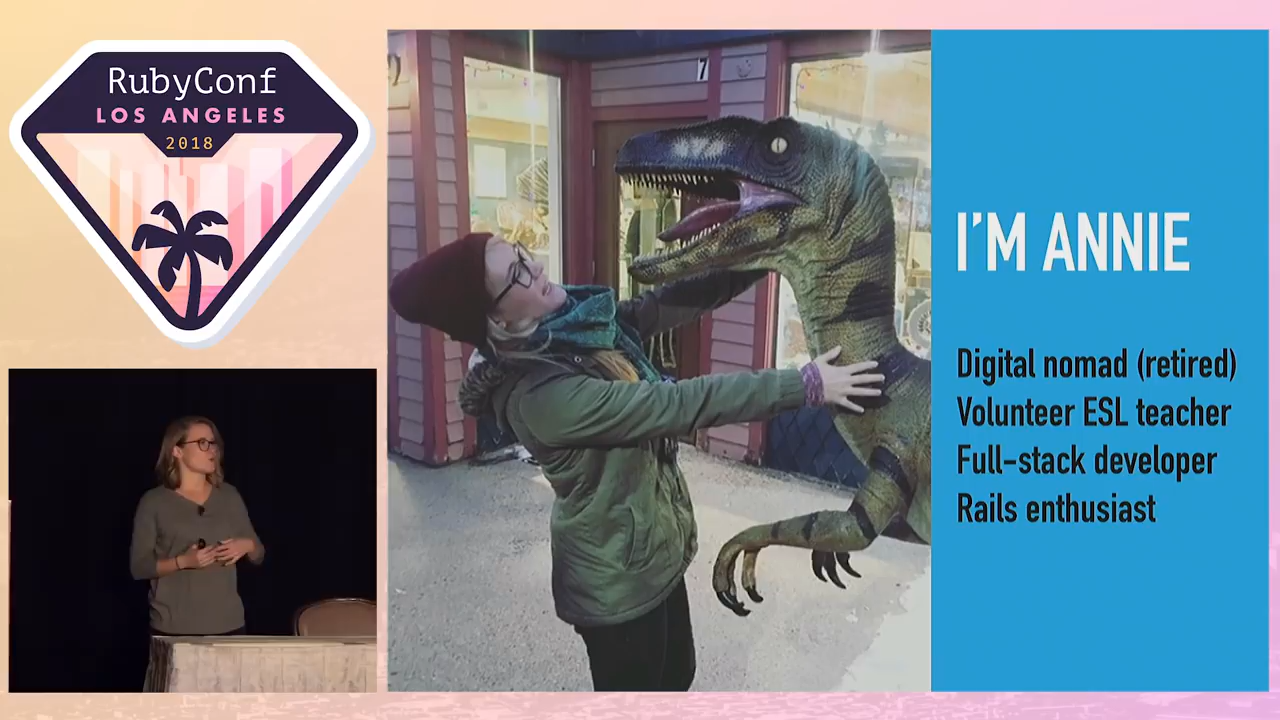 RubyConf
LOS ANGELES
2018
7
I'M ANNIE
Digital nomad (retired)
Volunteer ESL teacher
Full-stack developer
Rails enthusiast